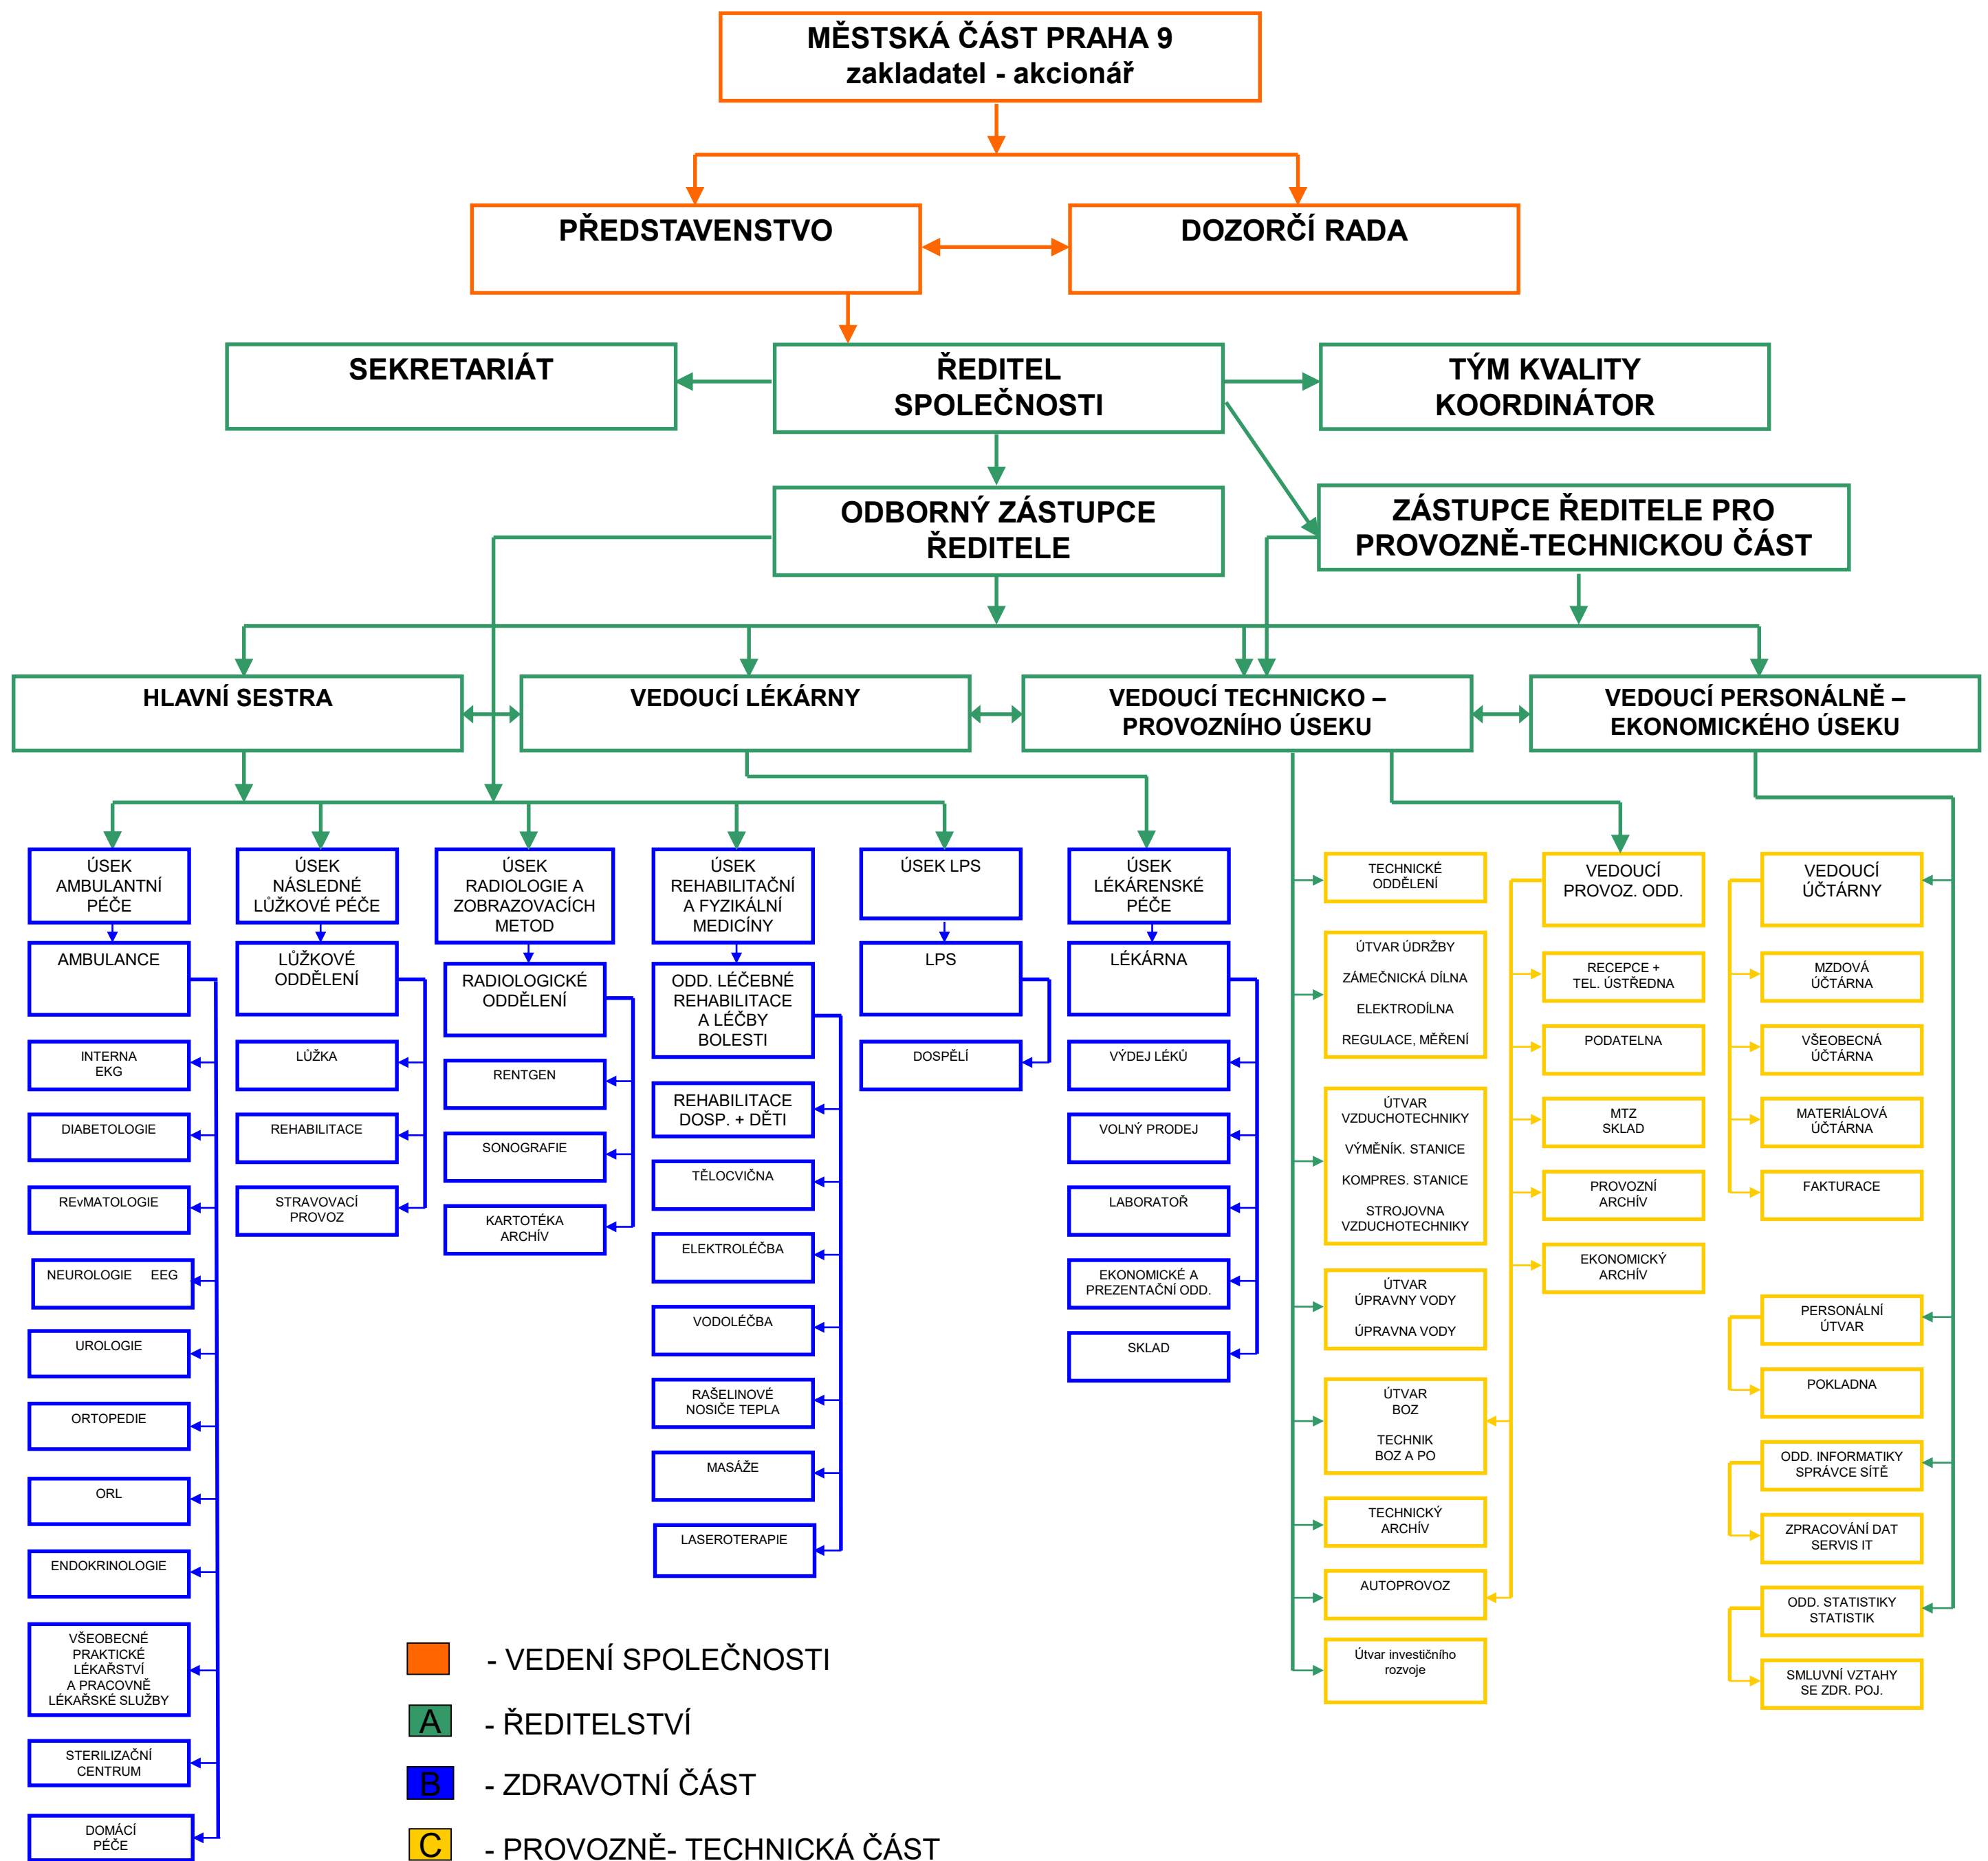 MĚSTSKÁ ČÁST PRAHA 9
zakladatel - akcionář
PŘEDSTAVENSTVO
DOZORČÍ RADA
SEKRETARIÁT
ŘEDITEL
SPOLEČNOSTI
TÝM KVALITY
KOORDINÁTOR
ODBORNÝ ZÁSTUPCE
ŘEDITELE
ZÁSTUPCE ŘEDITELE PRO
PROVOZNĚ-TECHNICKOU ČÁST
HLAVNÍ SESTRA
VEDOUCÍ LÉKÁRNY
VEDOUCÍ TECHNICKO –
PROVOZNÍHO ÚSEKU
VEDOUCÍ PERSONÁLNĚ –
EKONOMICKÉHO ÚSEKU
ÚSEK
AMBULANTNÍ
PÉČE
AMBULANCE
INTERNA
EKG
DIABETOLOGIE
REvMATOLOGIE
NEUROLOGIE EEG
UROLOGIE
ORTOPEDIE
ORL
ENDOKRINOLOGIE
VŠEOBECNÉ
PRAKTICKÉ
LÉKAŘSTVÍ
A PRACOVNĚ
LÉKAŘSKÉ SLUŽBY
STERILIZAČNÍ
CENTRUM
DOMÁCÍ
PÉČE
ÚSEK
NÁSLEDNÉ
LŮŽKOVÉ PÉČE
LŮŽKOVÉ
ODDĚLENÍ
LŮŽKA
REHABILITACE
STRAVOVACÍ
PROVOZ
ÚSEK
RADIOLOGIE A
ZOBRAZOVACÍCH
METOD
RADIOLOGICKÉ
ODDĚLENÍ
RENTGEN
SONOGRAFIE
KARTOTÉKA
ARCHÍV
ÚSEK
REHABILITAČNÍ
A FYZIKÁLNÍ
MEDICÍNY
ODD. LÉČEBNÉ
REHABILITACE
A LÉČBY
BOLESTI
REHABILITACE
DOSP. + DĚTI
TĚLOCVIČNA
ELEKTROLÉČBA
VODOLÉČBA
RAŠELINOVÉ
NOSIČE TEPLA
MASÁŽE
LASEROTERAPIE
ÚSEK LPS
LPS
DOSPĚLÍ
ÚSEK
LÉKÁRENSKÉ
PÉČE
LÉKÁRNA
VÝDEJ LÉKŮ
VOLNÝ PRODEJ
LABORATOŘ
EKONOMICKÉ A
PREZENTAČNÍ ODD.
SKLAD
TECHNICKÉ
ODDĚLENÍ
ÚTVAR ÚDRŽBY
ZÁMEČNICKÁ DÍLNA
ELEKTRODÍLNA
REGULACE, MĚŘENÍ
ÚTVAR
VZDUCHOTECHNIKY
VÝMĚNÍK. STANICE
KOMPRES. STANICE
STROJOVNA
VZDUCHOTECHNIKY
ÚTVAR
ÚPRAVNY VODY
ÚPRAVNA VODY
ÚTVAR
BOZ
TECHNIK
BOZ A PO
TECHNICKÝ
ARCHÍV
AUTOPROVOZ
Útvar investičního
rozvoje
VEDOUCÍ
PROVOZ. ODD.
RECEPCE +
TEL. ÚSTŘEDNA
PODATELNA
MTZ
SKLAD
PROVOZNÍ
ARCHÍV
EKONOMICKÝ
ARCHÍV
VEDOUCÍ
ÚČTÁRNY
MZDOVÁ
ÚČTÁRNA
VŠEOBECNÁ
ÚČTÁRNA
MATERIÁLOVÁ
ÚČTÁRNA
FAKTURACE
PERSONÁLNÍ
ÚTVAR
POKLADNA
ODD. INFORMATIKY
SPRÁVCE SÍTĚ
ZPRACOVÁNÍ DAT
SERVIS IT
ODD. STATISTIKY
STATISTIK
SMLUVNÍ VZTAHY
SE ZDR. POJ.
- VEDENÍ SPOLEČNOSTI
A - ŘEDITELSTVÍ
B - ZDRAVOTNÍ ČÁST
C - PROVOZNĚ- TECHNICKÁ ČÁST